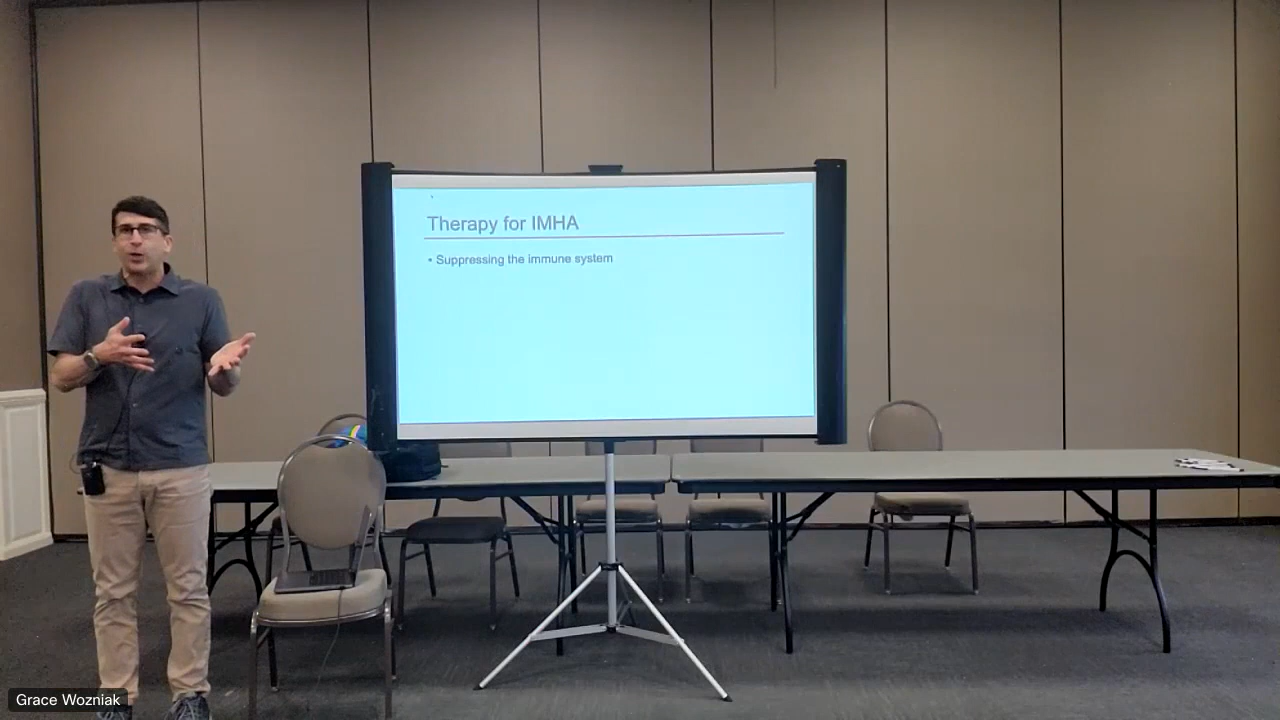 Therapy for IMHA
• Suppressing the immune system
Grace Wozniak